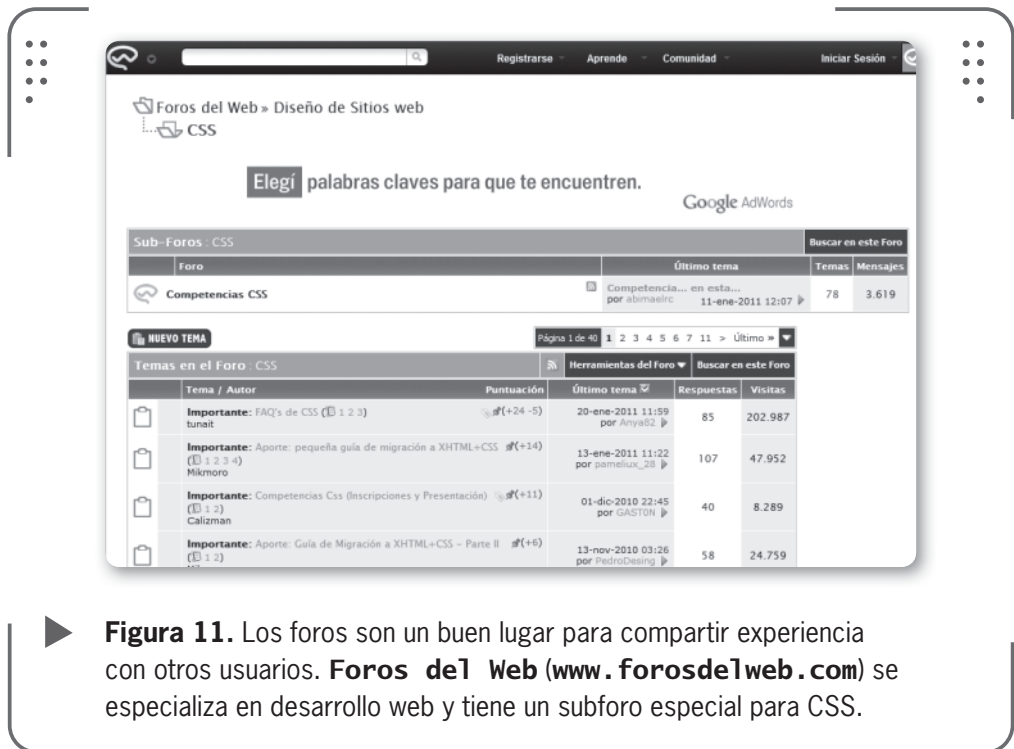 Registrarse Aprende Comunidad Iniciar Sesión
Foros del Web » Diseño de Sitios web
CSS
Elegí palabras claves para que te encuentren.
Google AdWords
Sub-Foros : CSS Buscar en este Foro
Foro Último tema Temas Mensajes
Competencias CSS Competencia... en esta... 78 3.619
por abimaelrc 11-ene-2011 12:07
NUEVO TEMA Página 1 de 40 1 2 3 4 5 6 7 11 > Último »
Temas en el Foro : CSS Herramientas del Foro Buscar en este Foro
Tema / Autor Puntuación Último tema Respuestas Visitas
Importante: FAQ's de CSS ( 1 2 3) (+24 -5) 20-ene-2011 11:59 85 202.987
tunait por Anya82
Importante: Aporte: pequeña guía de migración a XHTML+CSS (+14) 13-ene-2011 11:22 107 47.952
( 1 2 3 4) por pameliux_28
Mikmoro
Importante: Competencias Css (Inscripciones y Presentación) (+11) 01-dic-2010 22:45 40 8.289
( 1 2) por GAST0N
Calizman
Importante: Aporte: Guía de Migración a XHTML+CSS - Parte II (+6) 13-nov-2010 03:26 58 24.759
( 1 2) por PedroDesing
Figura 11. Los foros son un buen lugar para compartir experiencia
con otros usuarios. Foros del Web (www.forosdelweb.com) se
especializa en desarrollo web y tiene un subforo especial para CSS.